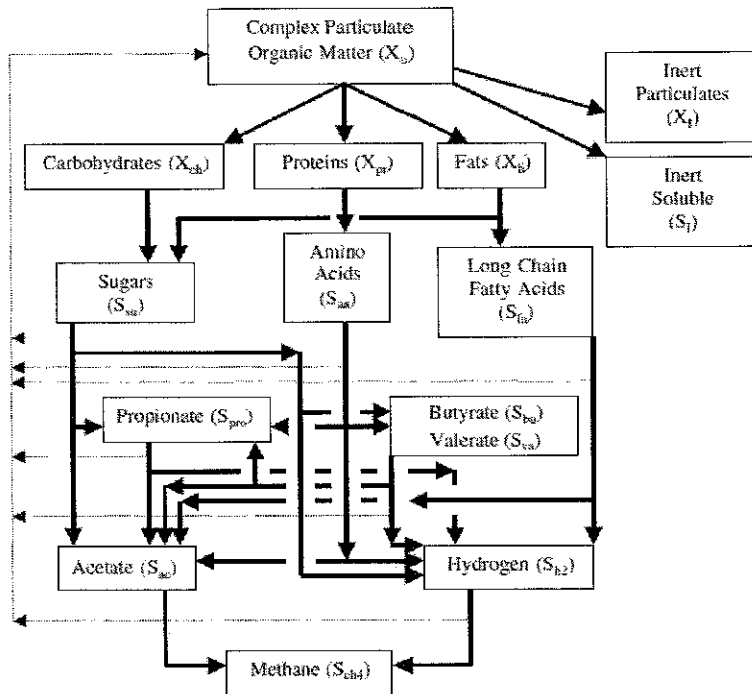 Complex Particulate
Organic Matter (Xc)
Inert
Particulates
(XI)
Carbohydrates (Xch)
Proteins (Xpr)
Fats (Xli)
Inert
Soluble
(SI)
Sugars
(Ssu)
Amino
Acids
(Saa)
Long Chain
Fatty Acids
(Sfa)
Propionate (Spro)
Butyrate (Sbu)
Valerate (Sva)
Acetate (Sac)
Hydrogen (Sh2)
Methane (Sch4)